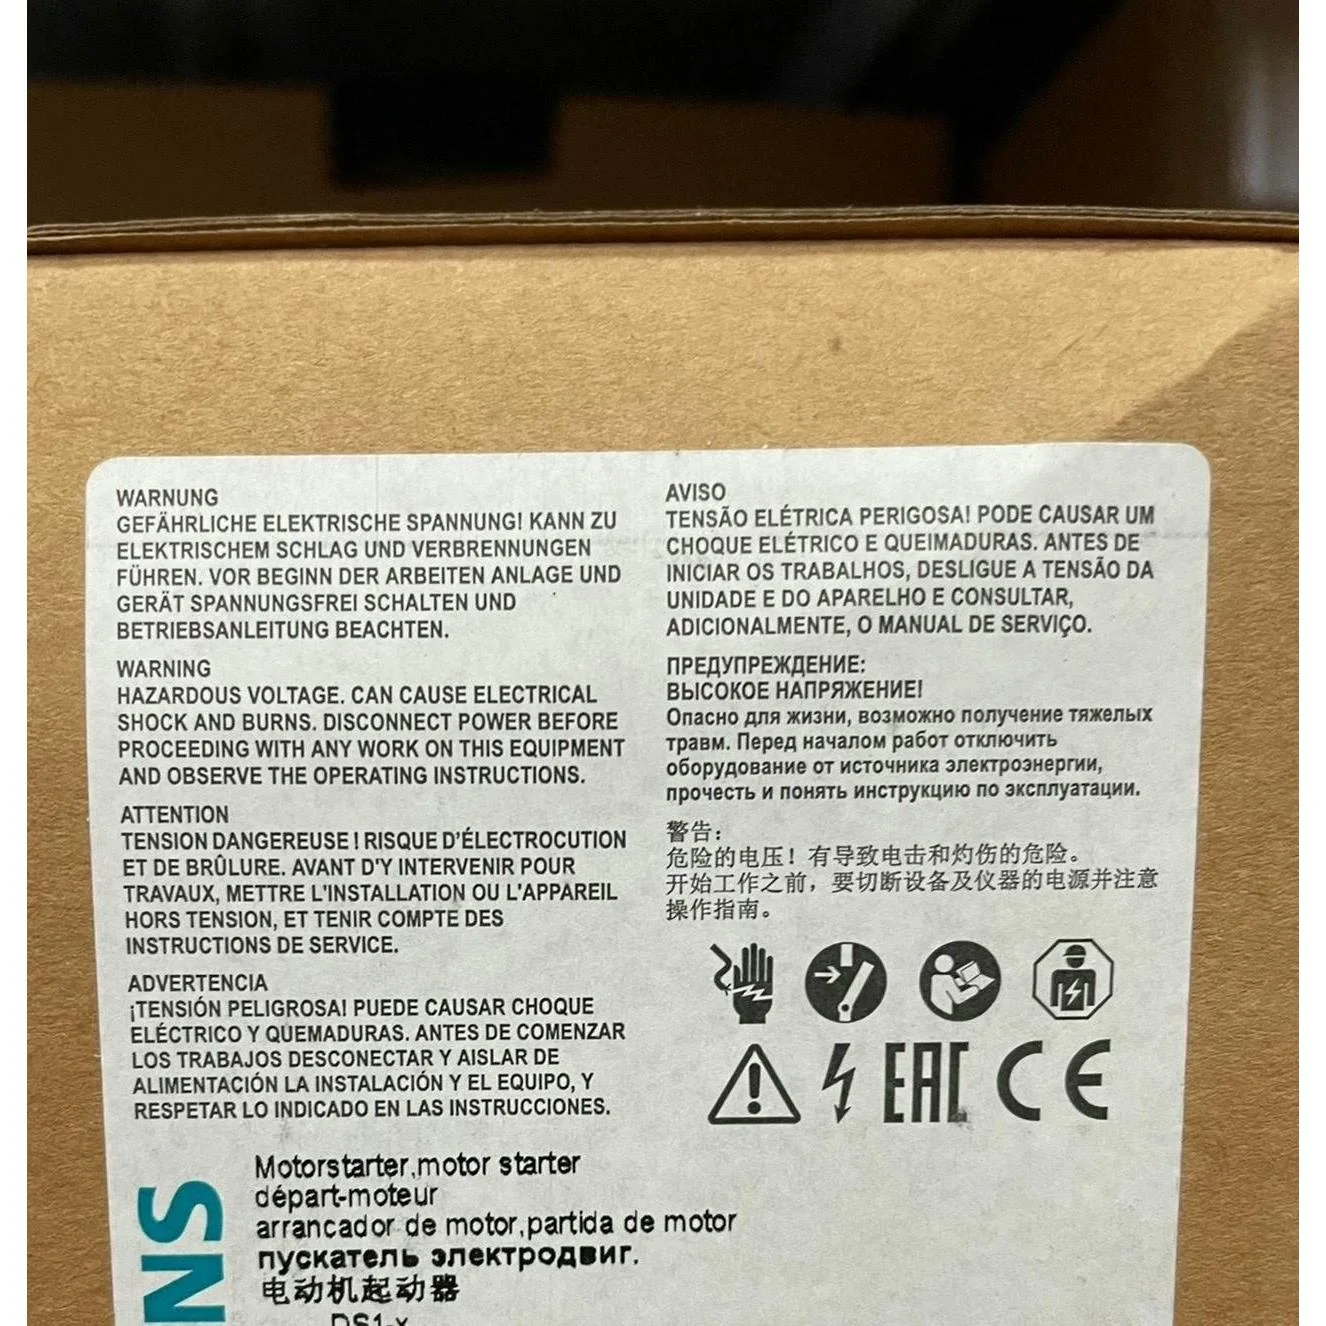 WARNUNG
GEFÄHRLICHE ELEKTRISCHE SPANNUNG! KANN ZU
ELEKTRISCHEM SCHLAG UND VERBRENNUNGEN
FÜHREN. VOR BEGINN DER ARBEITEN ANLAGE UND
GERÄT SPANNUNGSFREI SCHALTEN UND
BETRIEBSANLEITUNG BEACHTEN.
WARNING
HAZARDOUS VOLTAGE. CAN CAUSE ELECTRICAL
SHOCK AND BURNS. DISCONNECT POWER BEFORE
PROCEEDING WITH ANY WORK ON THIS EQUIPMENT
AND OBSERVE THE OPERATING INSTRUCTIONS.
ATTENTION
TENSION DANGEREUSE ! RISQUE D'ÉLECTROCUTION
ET DE BRÛLURE. AVANT D'Y INTERVENIR POUR
TRAVAUX, METTRE L'INSTALLATION OU L'APPAREIL
HORS TENSION, ET TENIR COMPTE DES
INSTRUCTIONS DE SERVICE.
ADVERTENCIA
¡TENSIÓN PELIGROSA! PUEDE CAUSAR CHOQUE
ELÉCTRICO Y QUEMADURAS. ANTES DE COMENZAR
LOS TRABAJOS DESCONECTAR Y AISLAR DE
ALIMENTACIÓN LA INSTALACIÓN Y EL EQUIPO, Y
RESPETAR LO INDICADO EN LAS INSTRUCCIONES.
AVISO
TENSÃO ELÉTRICA PERIGOSA! PODE CAUSAR UM
CHOQUE ELÉTRICO E QUEIMADURAS. ANTES DE
INICIAR OS TRABALHOS, DESLIGUE A TENSÃO DA
UNIDADE E DO APARELHO E CONSULTAR,
ADICIONALMENTE, O MANUAL DE SERVIÇO.
ПРЕДУПРЕЖДЕНИЕ:
ВЫСОКОЕ НАПРЯЖЕНИЕ!
Опасно для жизни, возможно получение тяжелых
травм. Перед началом работ отключить
оборудование от источника электроэнергии,
прочесть и понять инструкцию по эксплуатации.
警告：
危险的电压！有导致电击和灼伤的危险。
开始工作之前，要切断设备及仪器的电源并注意
操作指南。
EAC CE
Motorstarter,motor starter
départ-moteur
arrancador de motor,partida de motor
пускатель электродвиг.
电动机起动器
DS1-x
NS